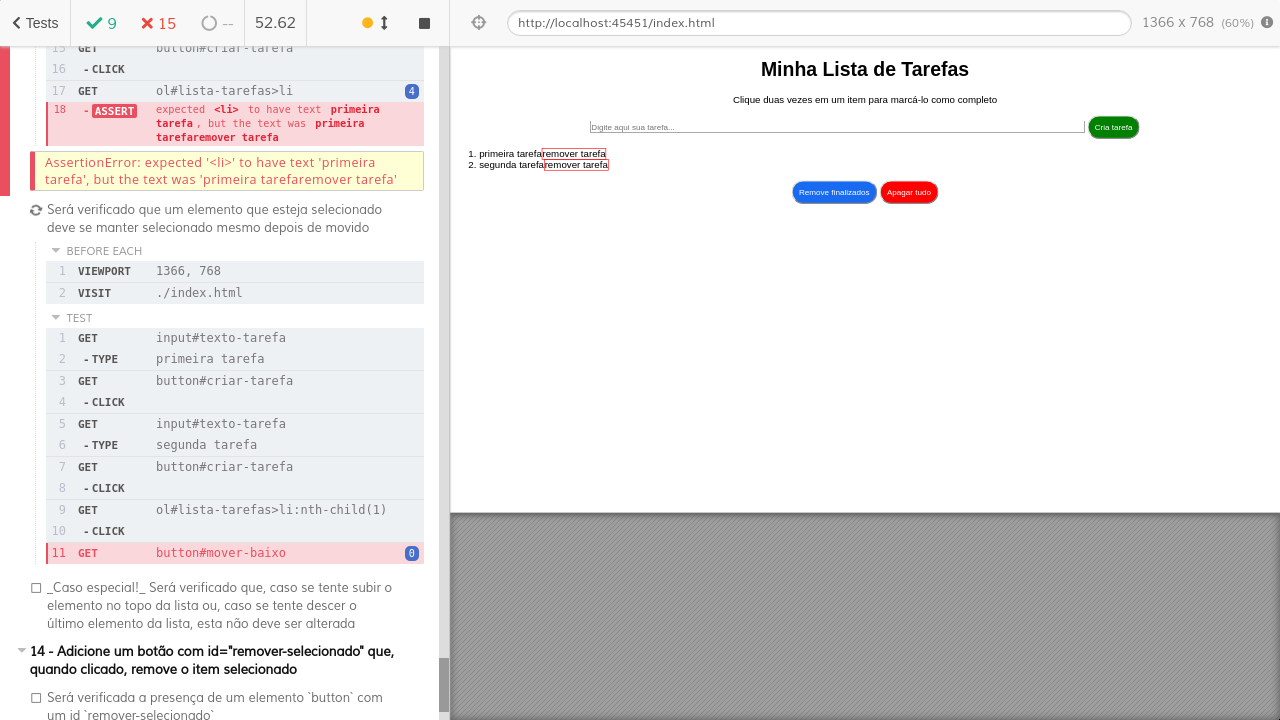 Tests
9
15
--
52.62
http://localhost:45451/index.html
1366 x 768 (60%)
15 GET button#criar-tarefa
16 - CLICK
17 GET ol#lista-tarefas>li 4
18 - ASSERT expected <li> to have text primeira
tarefa, but the text was primeira
tarefaremover tarefa
AssertionError: expected '<li>' to have text 'primeira
tarefa', but the text was 'primeira tarefaremover tarefa'
Será verificado que um elemento que esteja selecionado
deve se manter selecionado mesmo depois de movido
BEFORE EACH
1 VIEWPORT 1366, 768
2 VISIT ./index.html
TEST
1 GET input#texto-tarefa
2 - TYPE primeira tarefa
3 GET button#criar-tarefa
4 - CLICK
5 GET input#texto-tarefa
6 - TYPE segunda tarefa
7 GET button#criar-tarefa
8 - CLICK
9 GET ol#lista-tarefas>li:nth-child(1)
10 - CLICK
11 GET button#mover-baixo 0
_Caso especial!_ Será verificado que, caso se tente subir o
elemento no topo da lista ou, caso se tente descer o
último elemento da lista, esta não deve ser alterada
14 - Adicione um botão com id="remover-selecionado" que,
quando clicado, remove o item selecionado
Será verificada a presença de um elemento `button` com
um id `remover-selecionado`
Minha Lista de Tarefas
Clique duas vezes em um item para marcá-lo como completo
Digite aqui sua tarefa...
Cria tarefa
1. primeira tarefaremover tarefa
2. segunda tarefaremover tarefa
Remove finalizados
Apagar tudo